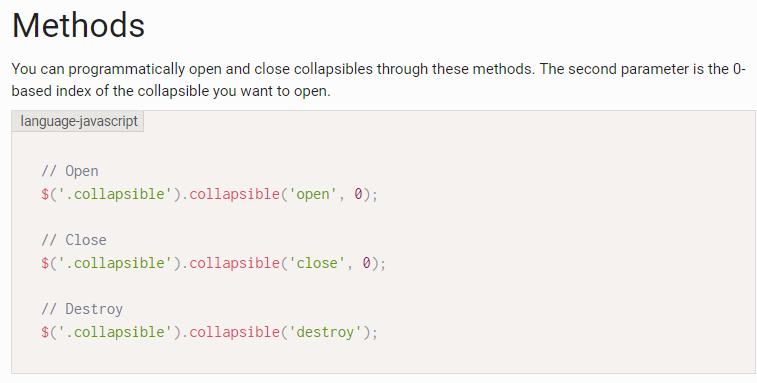 Methods
You can programmatically open and close collapsibles through these methods. The second parameter is the 0-
based index of the collapsible you want to open.
language-javascript
// Open
$('.collapsible').collapsible('open', 0);
// Close
$('.collapsible').collapsible('close', 0);
// Destroy
$('.collapsible').collapsible('destroy');